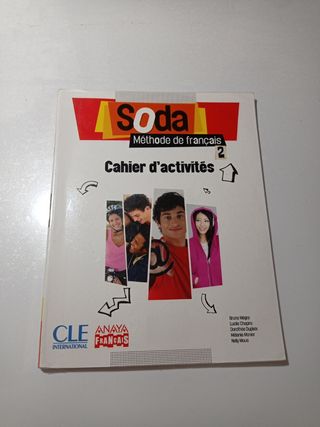 Soda
Méthode de français
2
Cahier d'activités
Bruno Mègre
Lucile Chapiro
Dorothée Dupleix
Mélanie Monier
Nelly Mous
CLE
INTERNATIONAL
ANAYA
FRANÇAIS